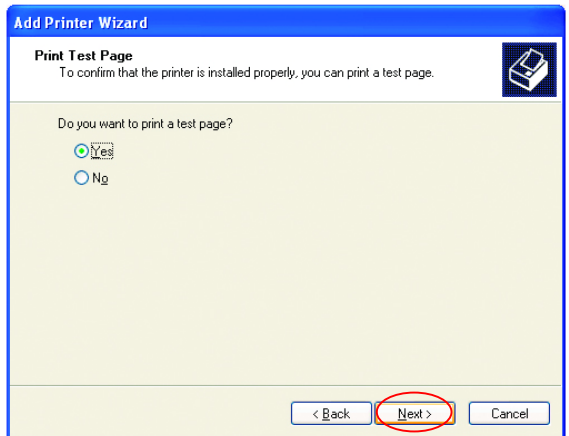 Add Printer Wizard
Print Test Page
To confirm that the printer is installed properly, you can print a test page.
Do you want to print a test page?
Yes
No
< Back
Next >
Cancel